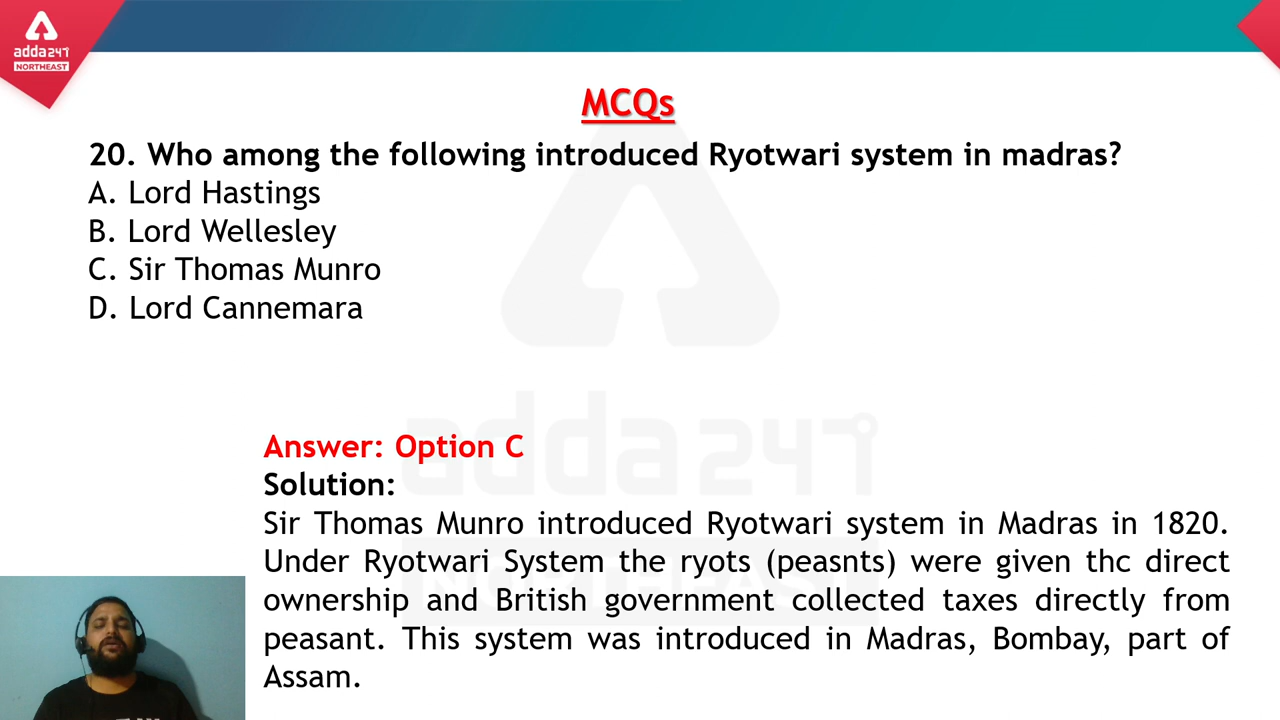 adda247
NORTHEAST
MCQs
20. Who among the following introduced Ryotwari system in madras?
A. Lord Hastings
B. Lord Wellesley
C. Sir Thomas Munro
D. Lord Cannemara
adda247
NORTHEAST
Answer: Option C
Solution:
Sir Thomas Munro introduced Ryotwari system in Madras in 1820.
Under Ryotwari System the ryots (peasnts) were given thc direct
ownership and British government collected taxes directly from
peasant. This system was introduced in Madras, Bombay, part of
Assam.